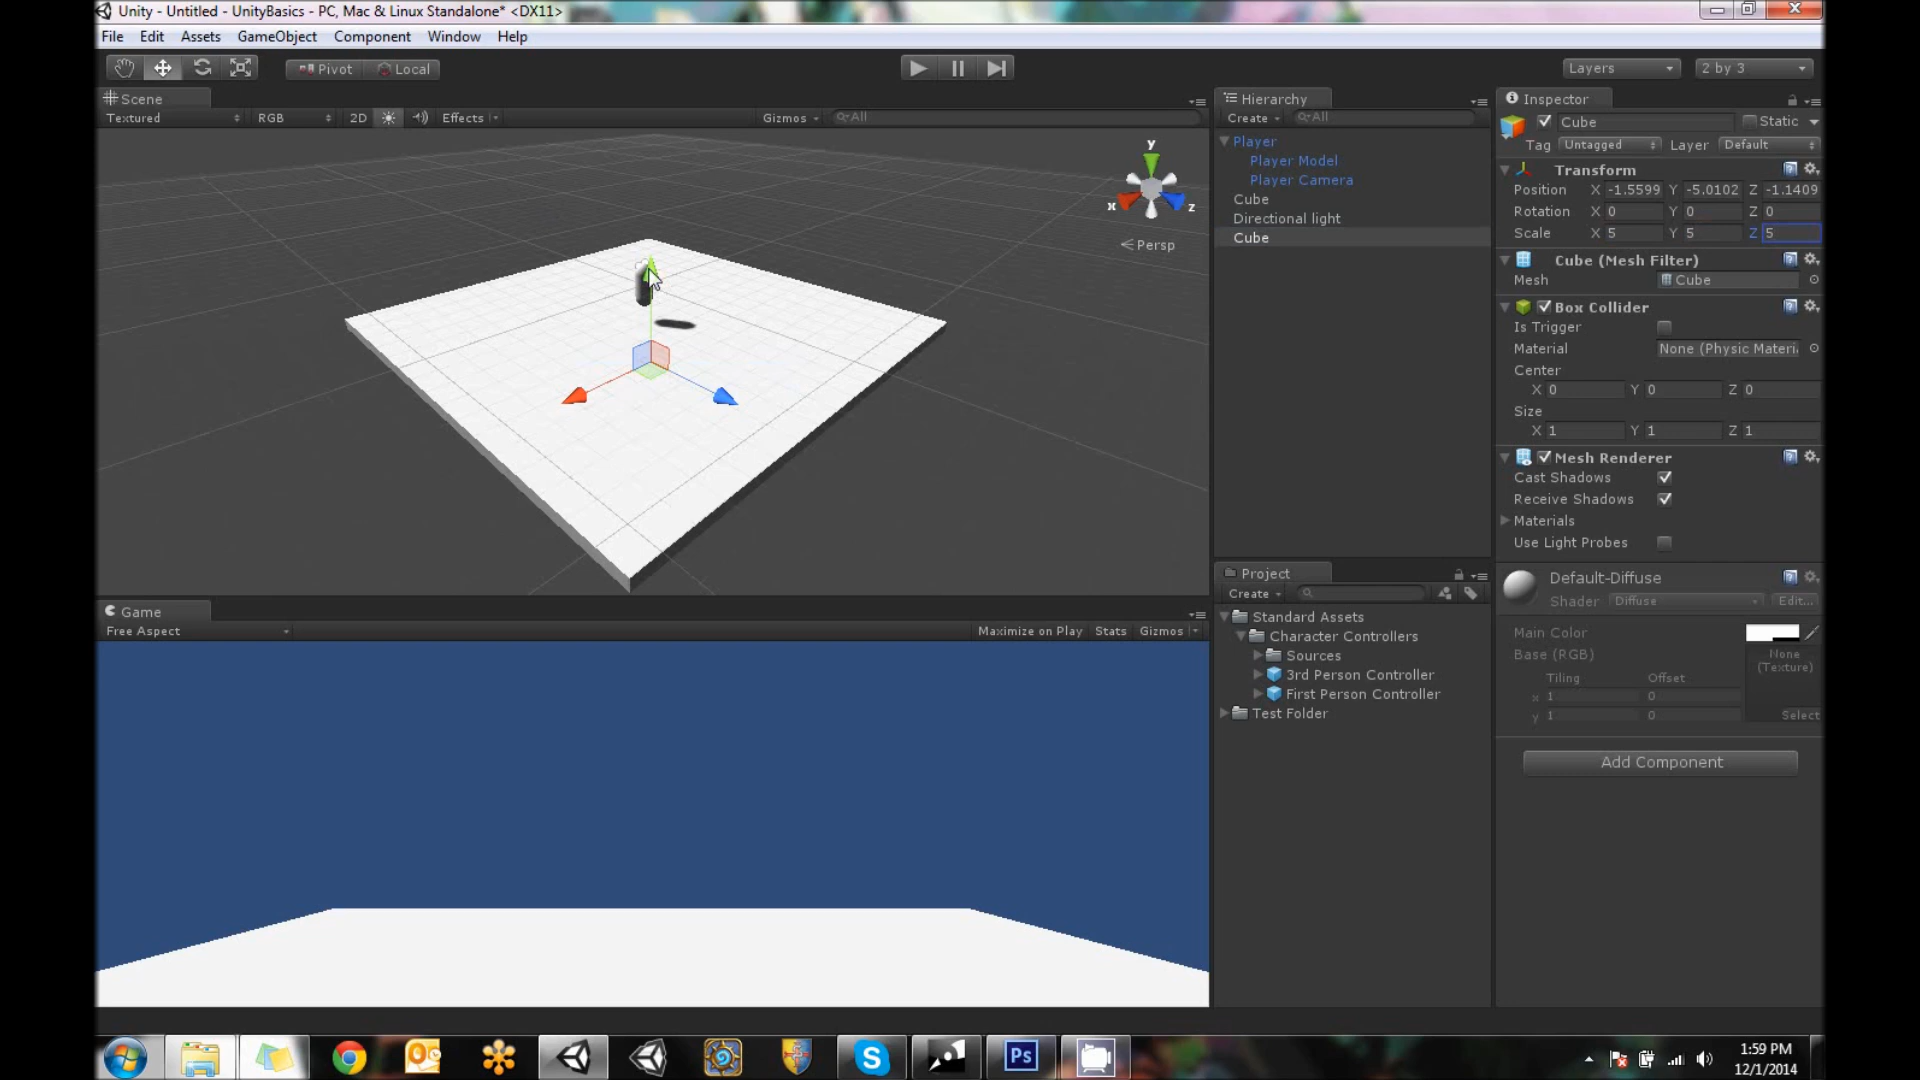 Unity - Untitled - UnityBasics - PC, Mac & Linux Standalone* <DX11>
File Edit Assets GameObject Component Window Help
Pivot Local
Layers 2 by 3
Scene
Textured RGB 2D Effects Gizmos All
y
x z
Persp
Hierarchy
Create All
Player
Player Model
Player Camera
Cube
Directional light
Cube
Inspector
Cube Static
Tag Untagged Layer Default
Transform
Position X -1.5599 Y -5.0102 Z -1.1409
Rotation X 0 Y 0 Z 0
Scale X 5 Y 5 Z 5
Cube (Mesh Filter)
Mesh Cube
Box Collider
Is Trigger
Material None (Physic Materi
Center
X 0 Y 0 Z 0
Size
X 1 Y 1 Z 1
Mesh Renderer
Cast Shadows
Receive Shadows
Materials
Use Light Probes
Default-Diffuse
Shader Diffuse Edit...
Main Color
Base (RGB) None
(Texture)
Tiling Offset
x 1 0
y 1 0
Select
Add Component
Project
Create
Standard Assets
Character Controllers
Sources
3rd Person Controller
First Person Controller
Test Folder
Game
Free Aspect Maximize on Play Stats Gizmos
S
Ps
1:59 PM
12/1/2014